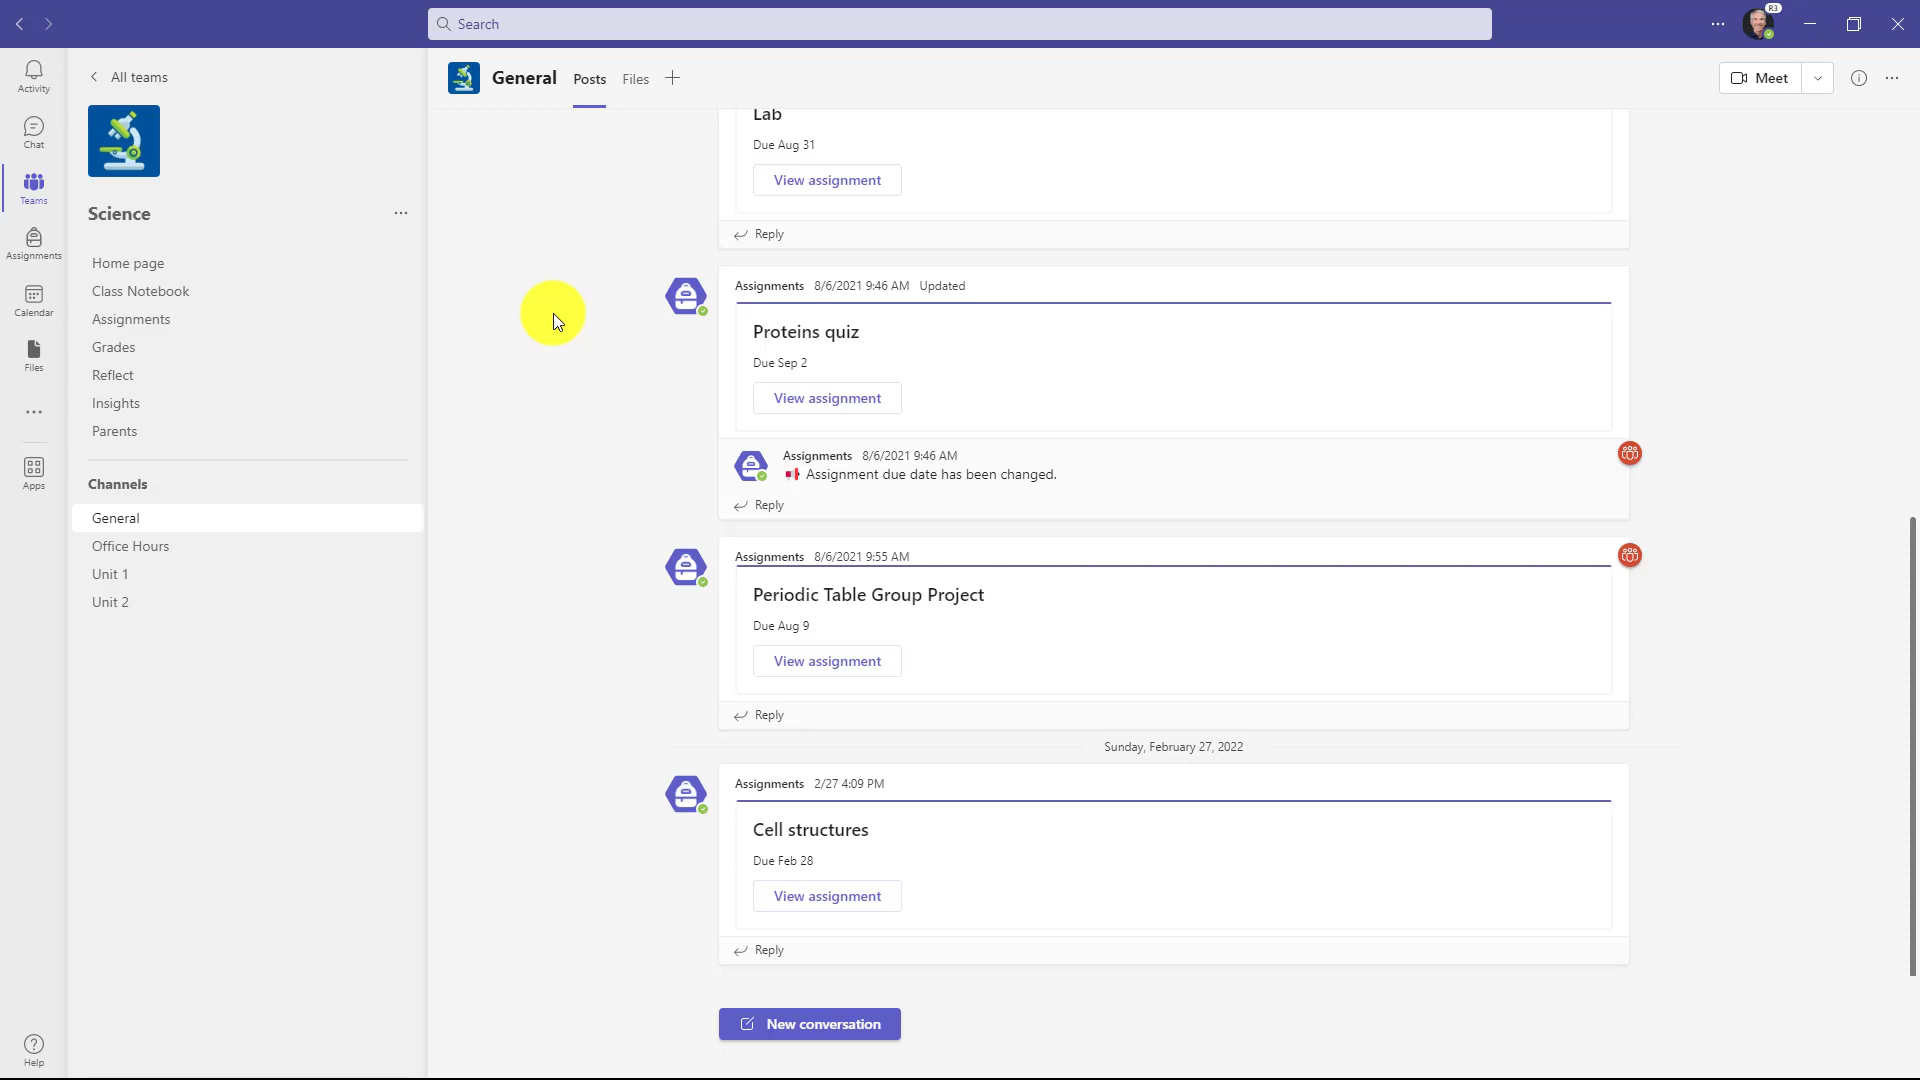 Search
R3
Activity
Chat
Teams
Assignments
Calendar
Files
Apps
Help
All teams
Science
Home page
Class Notebook
Assignments
Grades
Reflect
Insights
Parents
Channels
General
Office Hours
Unit 1
Unit 2
General Posts Files
Meet
Lab
Due Aug 31
View assignment
Reply
Assignments 8/6/2021 9:46 AM Updated
Proteins quiz
Due Sep 2
View assignment
Assignments 8/6/2021 9:46 AM
Assignment due date has been changed.
Reply
Assignments 8/6/2021 9:55 AM
Periodic Table Group Project
Due Aug 9
View assignment
Reply
Sunday, February 27, 2022
Assignments 2/27 4:09 PM
Cell structures
Due Feb 28
View assignment
Reply
New conversation